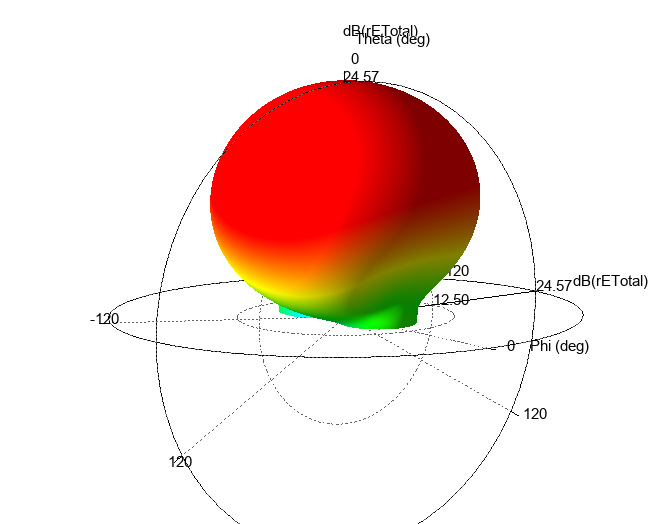 dB(rETotal)
Theta (deg)
0
24.57
120
24.57
dB(rETotal)
12.50
-120
0
Phi (deg)
120
120